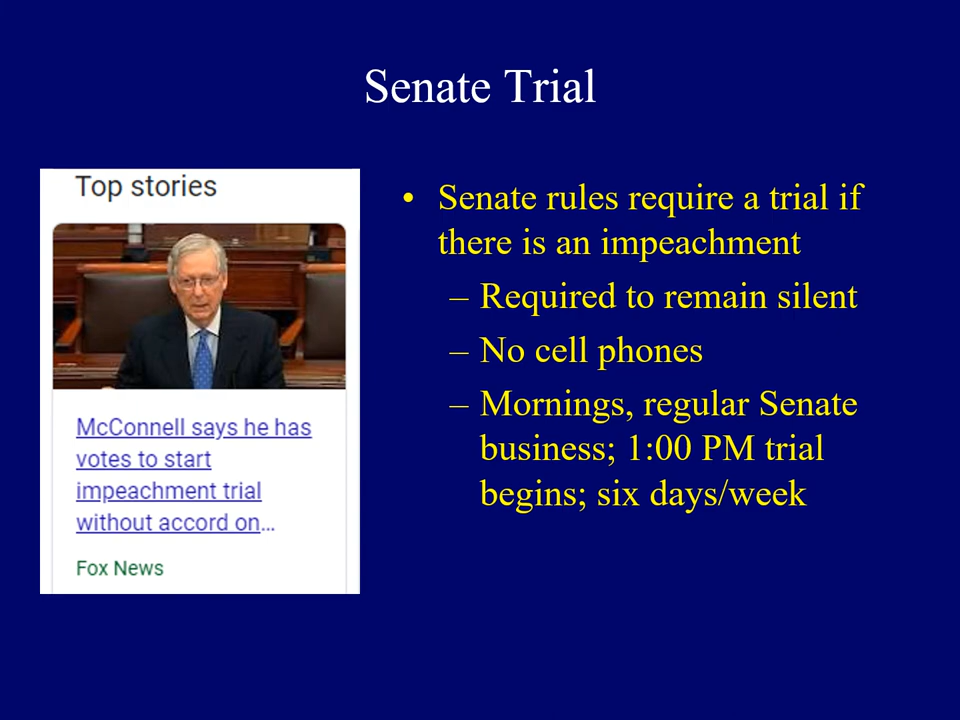 Senate Trial
Top stories
McConnell says he has
votes to start
impeachment trial
without accord on...
Fox News
• Senate rules require a trial if
there is an impeachment
– Required to remain silent
– No cell phones
– Mornings, regular Senate
business; 1:00 PM trial
begins; six days/week